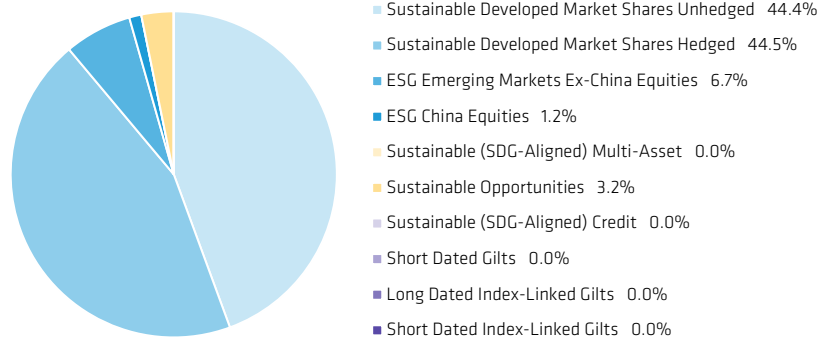 Sustainable Developed Market Shares Unhedged 44.4%
Sustainable Developed Market Shares Hedged 44.5%
ESG Emerging Markets Ex-China Equities 6.7%
ESG China Equities 1.2%
Sustainable (SDG-Aligned) Multi-Asset 0.0%
Sustainable Opportunities 3.2%
Sustainable (SDG-Aligned) Credit 0.0%
Short Dated Gilts 0.0%
Long Dated Index-Linked Gilts 0.0%
Short Dated Index-Linked Gilts 0.0%